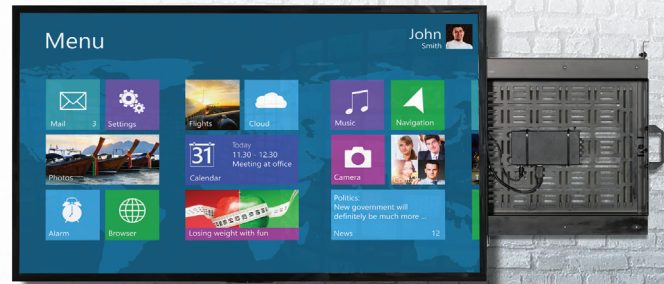 Menu
John
Smith
Mail 3
Settings
Flights
Cloud
Music
Navigation
Photos
31
Calendar
Today
11.30 - 12.30
Meeting at office
Camera
Alarm
Browser
Losing weight with fun
Politics:
New government will
definitely be much more ...
News 12